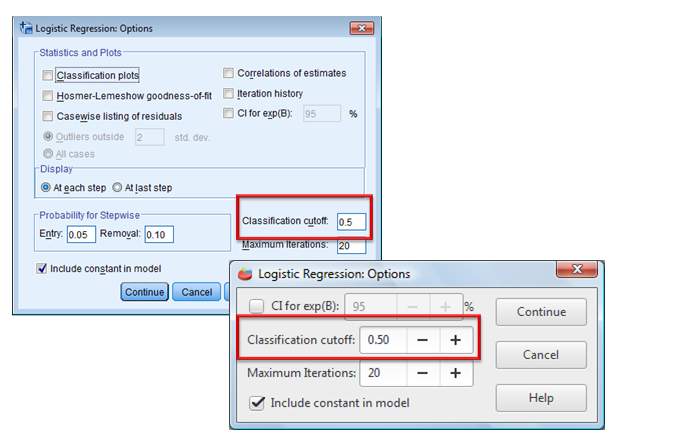 Logistic Regression: Options
Statistics and Plots
Classification plots
Correlations of estimates
Hosmer-Lemeshow goodness-of-fit
Iteration history
Casewise listing of residuals
CI for exp(B): 95 %
Outliers outside 2 std. dev.
All cases
Display
At each step At last step
Probability for Stepwise
Entry: 0.05 Removal: 0.10
Classification cutoff: 0.5
Maximum Iterations: 20
Include constant in model
Continue Cancel
Logistic Regression: Options
CI for exp(B): 95 − + %
Continue
Classification cutoff: 0.50 − +
Cancel
Maximum Iterations: 20 − +
Include constant in model
Help